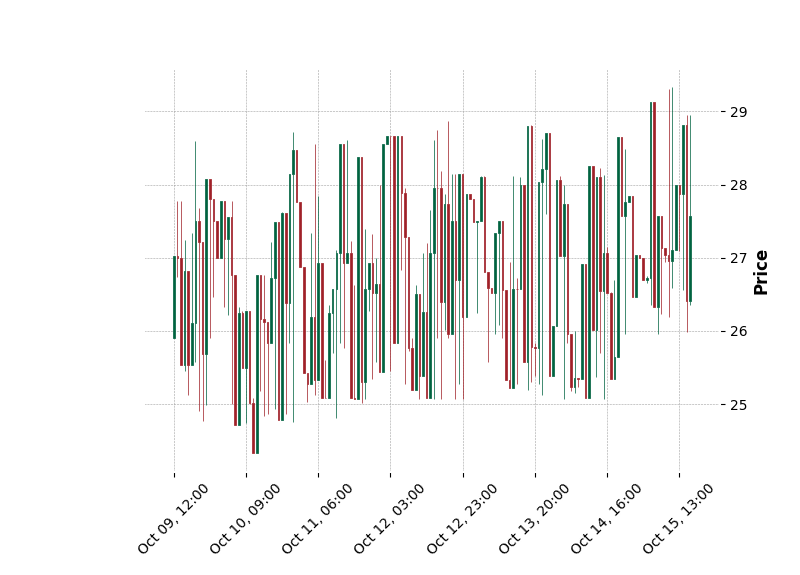 29
28
27
26
25
Price
Oct 09, 12:00
Oct 10, 09:00
Oct 11, 06:00
Oct 12, 03:00
Oct 12, 23:00
Oct 13, 20:00
Oct 14, 16:00
Oct 15, 13:00